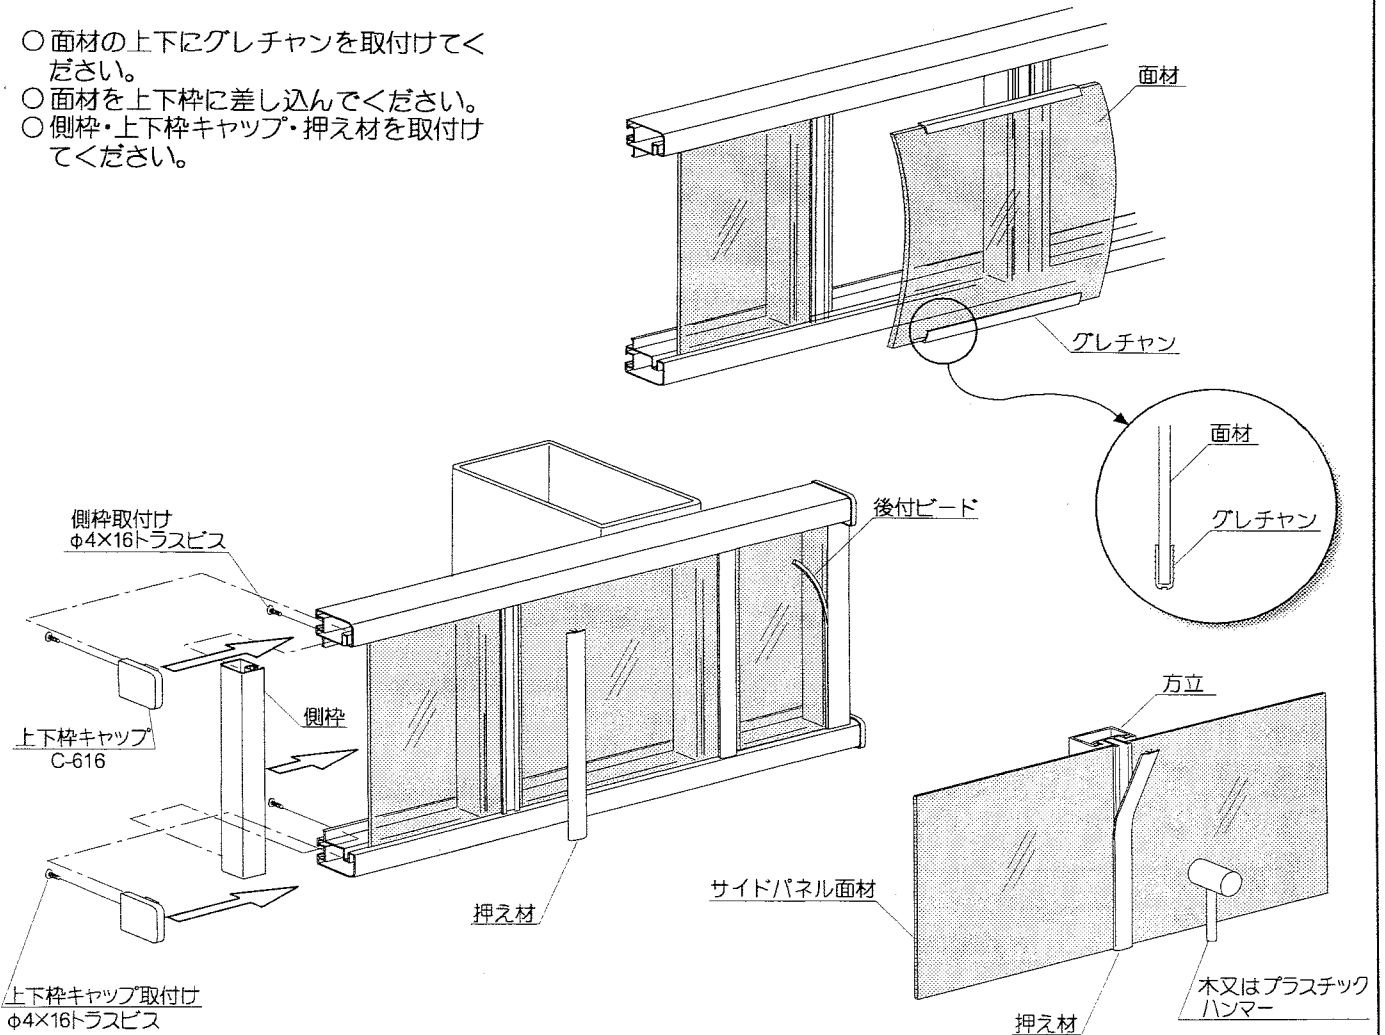 ○面材の上下にグレチャンを取付けてく
ださい。
○面材を上下枠に差し込んでください。
○側枠・上下枠キャップ・押え材を取付け
てください。
面材
グレチャン
面材
グレチャン
後付ビード
側枠取付け
φ4×16トラスビス
側枠
上下枠キャップ
C-616
押え材
上下枠キャップ取付け
φ4×16トラスビス
方立
サイドパネル面材
押え材
木又はプラスチック
ハンマー